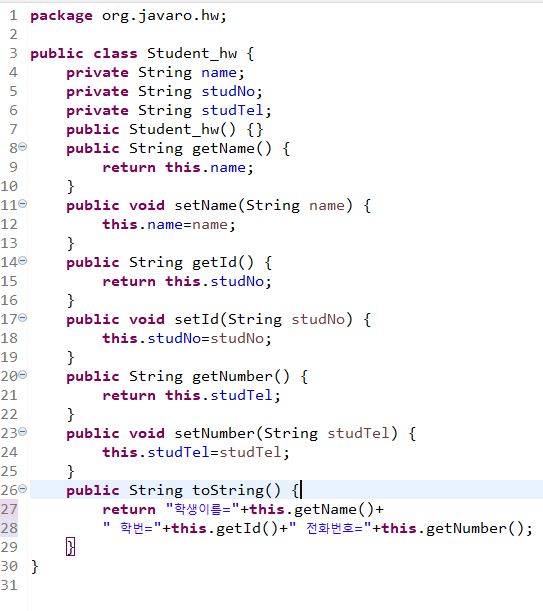 1 package org.javaro.hw;
2
3 public class Student_hw {
4     private String name;
5     private String studNo;
6     private String studTel;
7     public Student_hw() {}
8     public String getName() {
9         return this.name;
10     }
11     public void setName(String name) {
12         this.name=name;
13     }
14     public String getId() {
15         return this.studNo;
16     }
17     public void setId(String studNo) {
18         this.studNo=studNo;
19     }
20     public String getNumber() {
21         return this.studTel;
22     }
23     public void setNumber(String studTel) {
24         this.studTel=studTel;
25     }
26     public String toString() {
27         return "학생이름="+this.getName()+
28         " 학번="+this.getId()+" 전화번호="+this.getNumber();
29     }
30 }
31